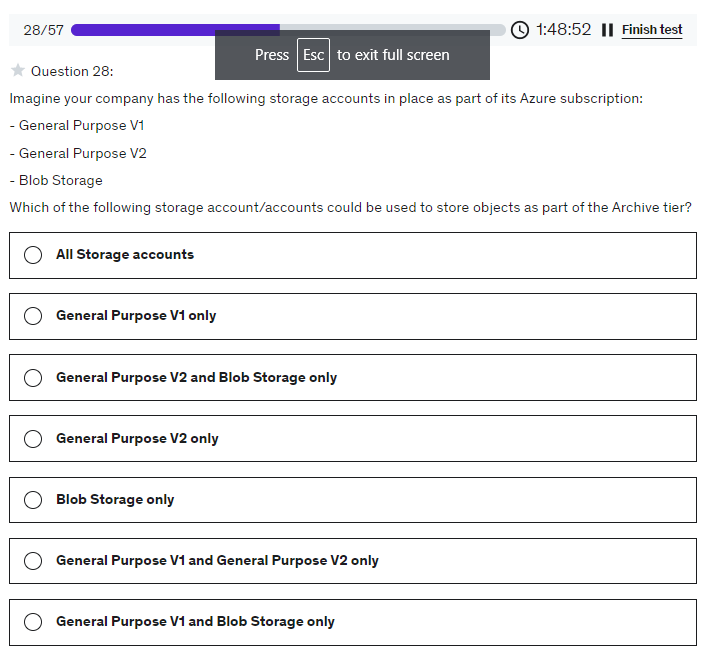 28/57
1:48:52
Finish test
Press Esc to exit full screen
Question 28:
Imagine your company has the following storage accounts in place as part of its Azure subscription:
- General Purpose V1
- General Purpose V2
- Blob Storage
Which of the following storage account/accounts could be used to store objects as part of the Archive tier?
All Storage accounts
General Purpose V1 only
General Purpose V2 and Blob Storage only
General Purpose V2 only
Blob Storage only
General Purpose V1 and General Purpose V2 only
General Purpose V1 and Blob Storage only